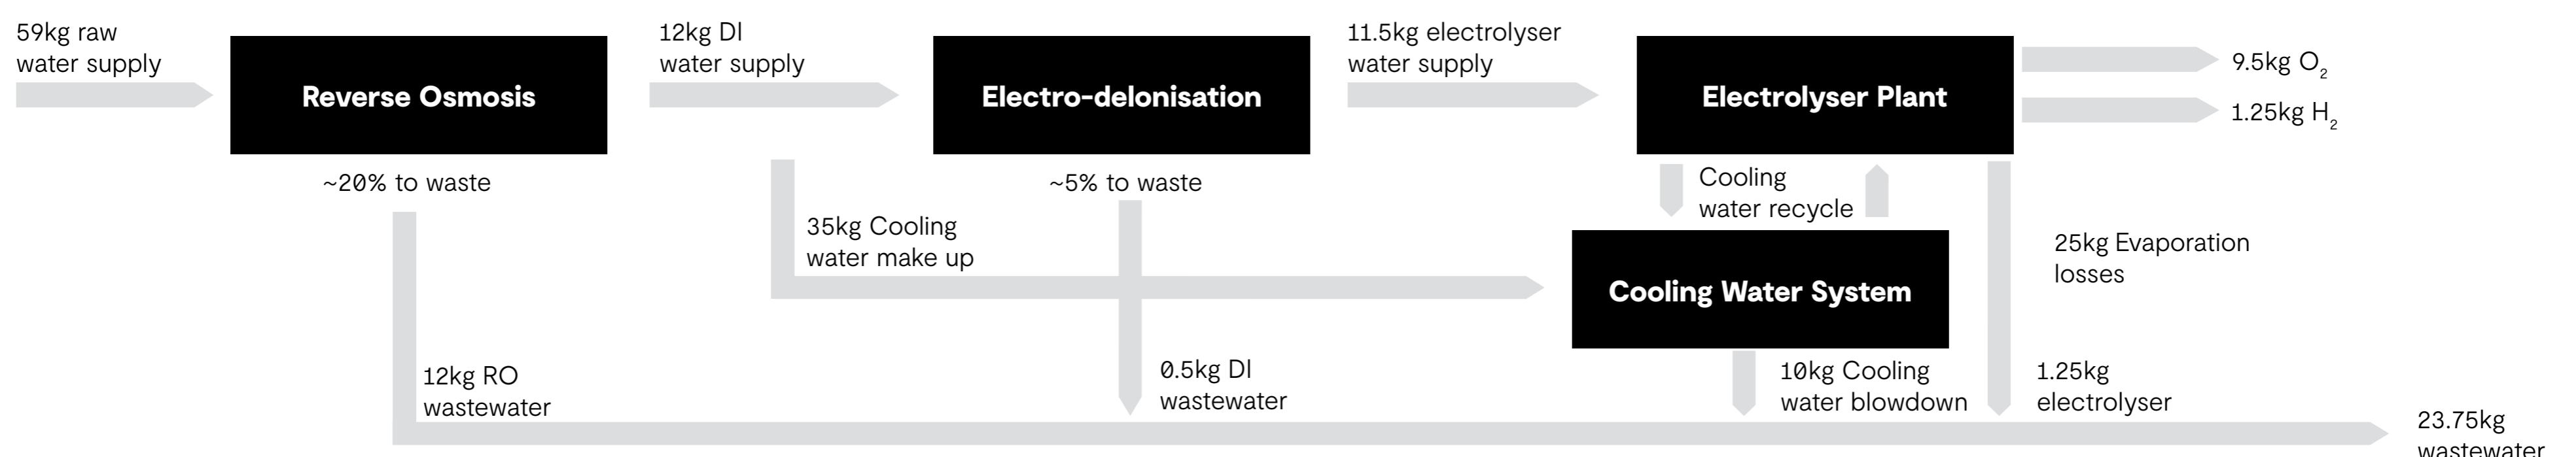 59kg raw
water supply
Reverse Osmosis
12kg DI
water supply
Electro-delonisation
11.5kg electrolyser
water supply
Electrolyser Plant
9.5kg O₂
1.25kg H₂
~20% to waste
~5% to waste
Cooling
water recycle
35kg Cooling
water make up
25kg Evaporation
losses
Cooling Water System
12kg RO
wastewater
0.5kg DI
wastewater
10kg Cooling
water blowdown
1.25kg
electrolyser
23.75kg
wastewater